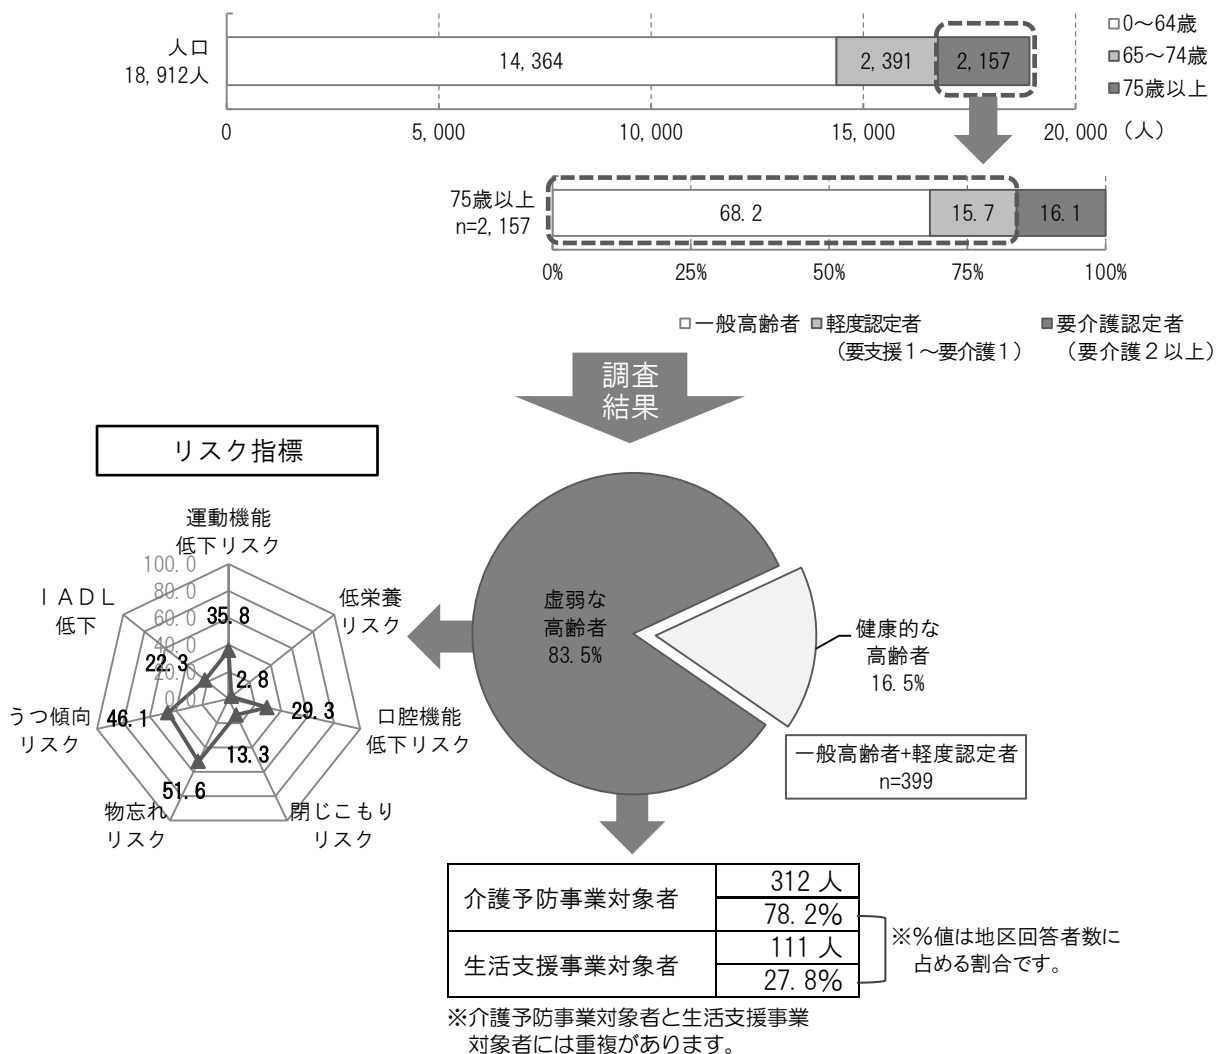 人口
18,912人
14,364
2,391
2,157
□0～64歳
■65～74歳
■75歳以上
0
5,000
10,000
15,000
20,000 （人）
75歳以上
n=2,157
68.2
15.7
16.1
0%
25%
50%
75%
100%
□一般高齢者 ■軽度認定者 ■要介護認定者
（要支援１～要介護１） （要介護２以上）
調査
結果
リスク指標
運動機能
低下リスク
低栄養
リスク
口腔機能
低下リスク
閉じこもり
リスク
物忘れ
リスク
うつ傾向
リスク
ＩＡＤＬ
低下
100.0
80.0
60.0
40.0
20.0
0.0
35.8
2.8
29.3
13.3
51.6
46.1
22.3
虚弱な
高齢者
83.5%
健康的な
高齢者
16.5%
一般高齢者+軽度認定者
n=399
介護予防事業対象者
312 人
78.2%
生活支援事業対象者
111 人
27.8%
※％値は地区回答者数に
占める割合です。
※介護予防事業対象者と生活支援事業
対象者には重複があります。